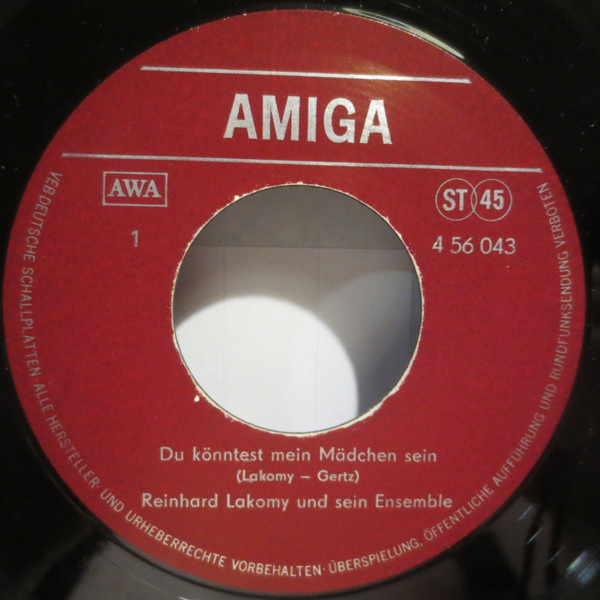 AMIGA
AWA
ST 45
1
4 56 043
Du könntest mein Mädchen sein
(Lakomy – Gertz)
Reinhard Lakomy und sein Ensemble
VEB DEUTSCHE SCHALLPLATTEN ALLE HERSTELLER- UND URHEBERRECHTE VORBEHALTEN · ÜBERSPIELUNG, ÖFFENTLICHE AUFFÜHRUNG UND RUNDFUNKSENDUNG VERBOTEN